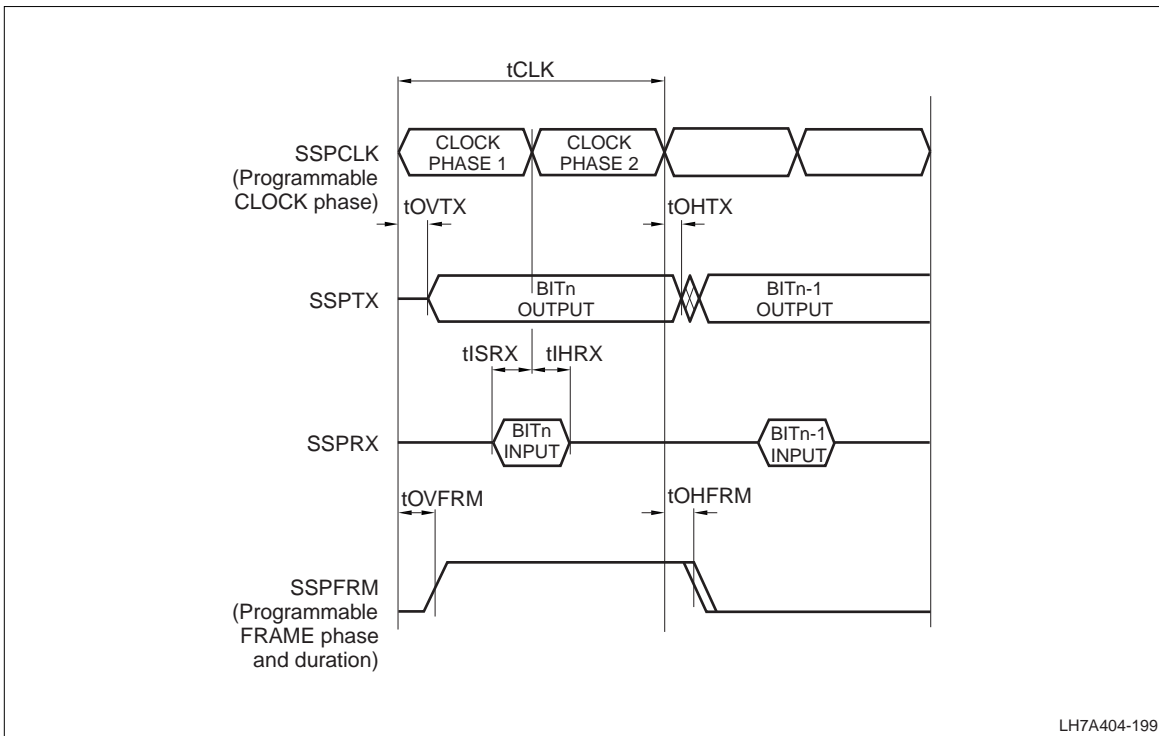 tCLK
SSPCLK
(Programmable
CLOCK phase)
CLOCK
PHASE 1
CLOCK
PHASE 2
tOVTX
tOHTX
SSPTX
BITn
OUTPUT
BITn-1
OUTPUT
tISRX
tIHRX
SSPRX
BITn
INPUT
BITn-1
INPUT
tOVFRM
tOHFRM
SSPFRM
(Programmable
FRAME phase
and duration)
LH7A404-199